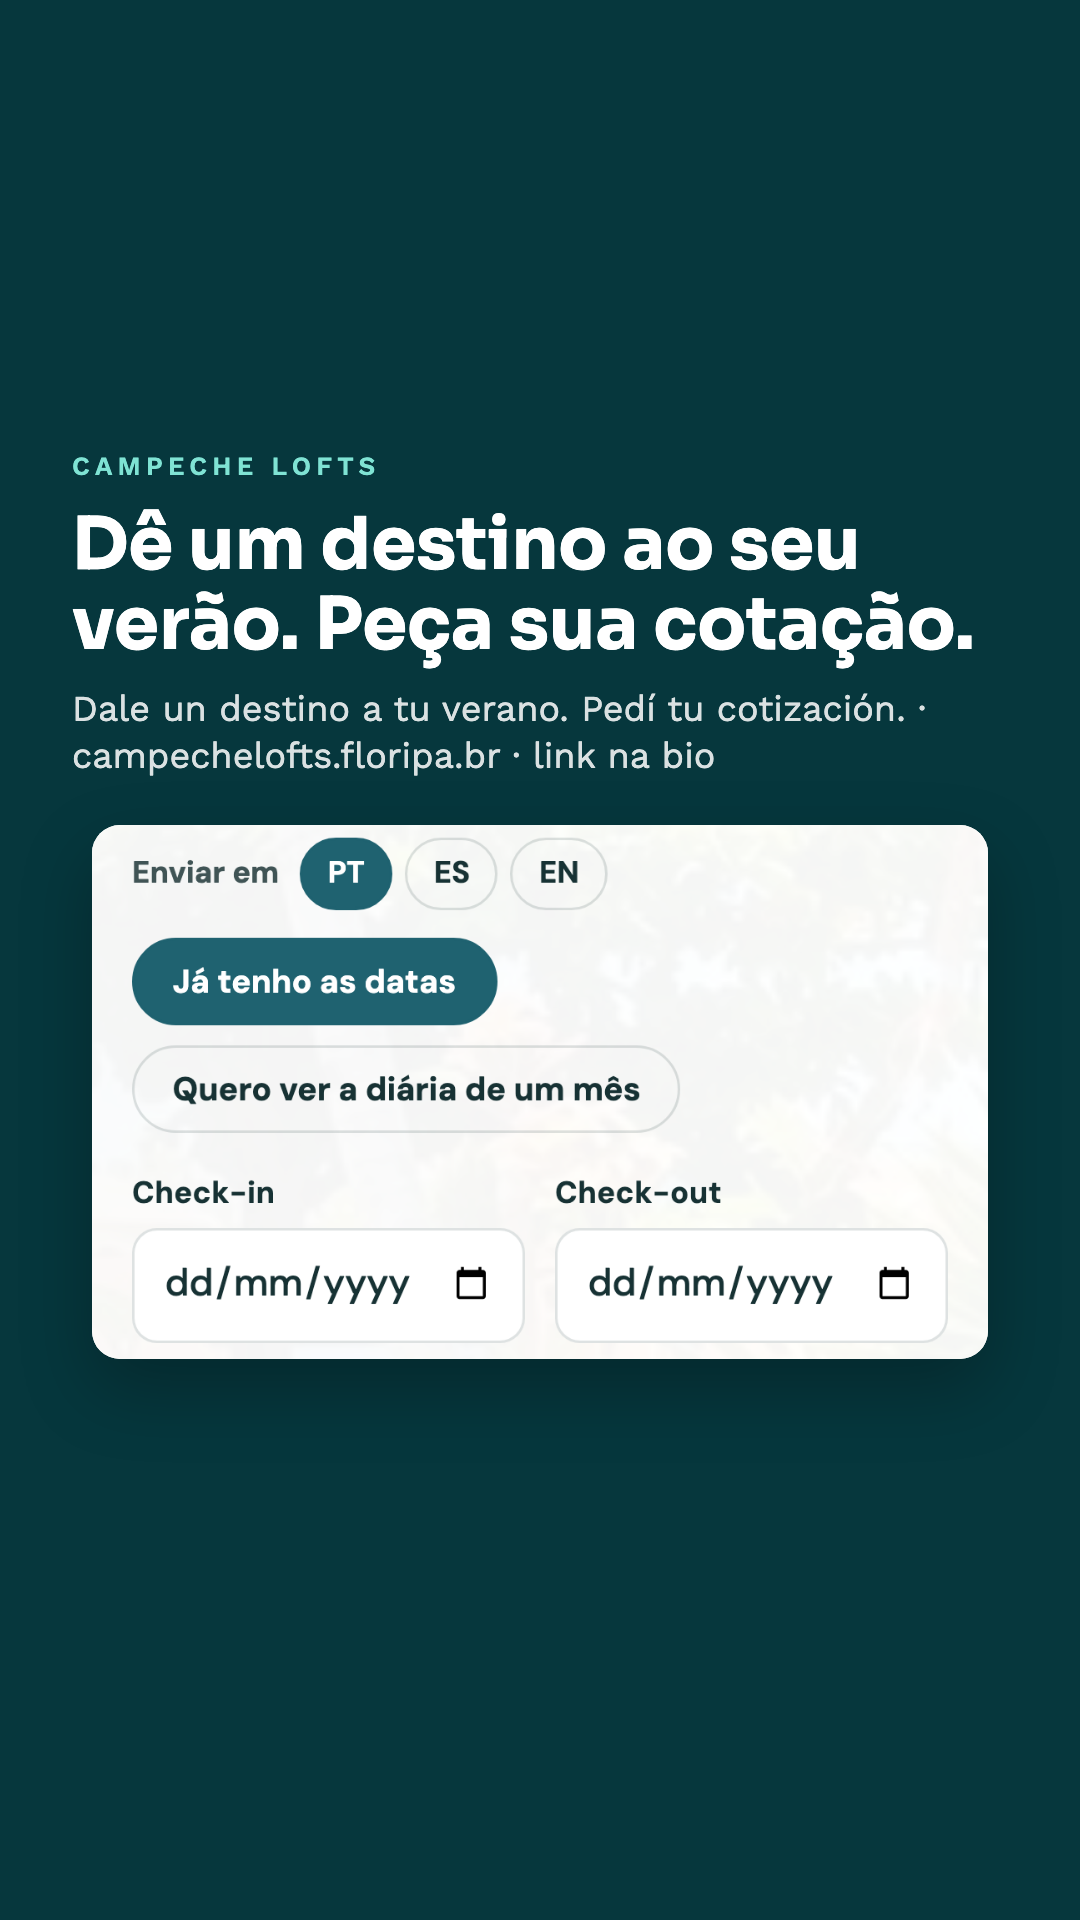 CAMPECHE LOFTS
Dê um destino ao seu
verão. Peça sua cotação.
Dale un destino a tu verano. Pedí tu cotización. ·
campechelofts.floripa.br · link na bio
Enviar em PT ES EN
Já tenho as datas
Quero ver a diária de um mês
Check-in Check-out
dd/mm/yyyy dd/mm/yyyy